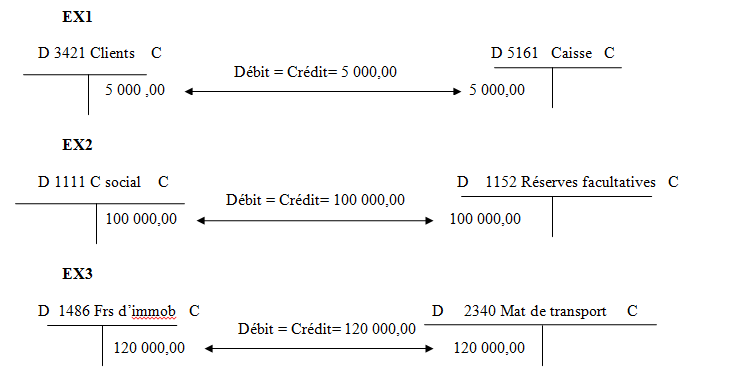 EX1
D 3421 Clients C
D 5161 Caisse C
Débit = Crédit= 5 000,00
5 000 ,00
5 000,00
EX2
D 1111 C social C
D 1152 Réserves facultatives C
Débit = Crédit= 100 000,00
100 000,00
100 000,00
EX3
D 1486 Frs d’immob C
D 2340 Mat de transport C
Débit = Crédit= 120 000,00
120 000,00
120 000,00